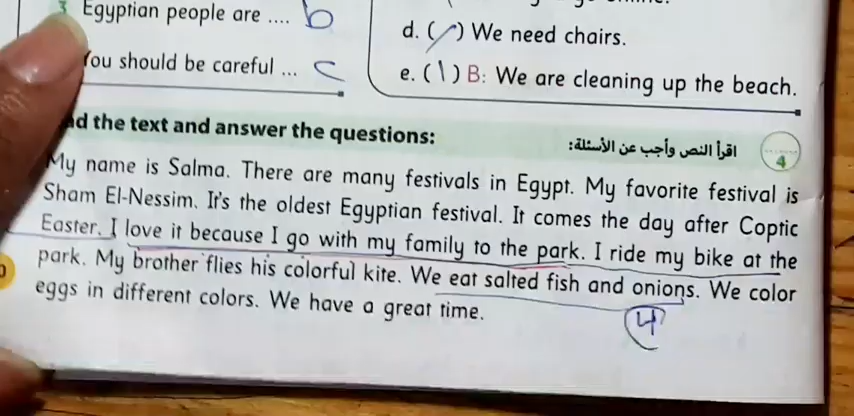 3 Egyptian people are .... b
You should be careful ... c
d. (✓) We need chairs.
e. (1) B: We are cleaning up the beach.
d the text and answer the questions:
اقرأ النص وأجب عن الأسئلة:
4
My name is Salma. There are many festivals in Egypt. My favorite festival is
Sham El-Nessim. It's the oldest Egyptian festival. It comes the day after Coptic
Easter. I love it because I go with my family to the park. I ride my bike at the
park. My brother flies his colorful kite. We eat salted fish and onions. We color
eggs in different colors. We have a great time.
4